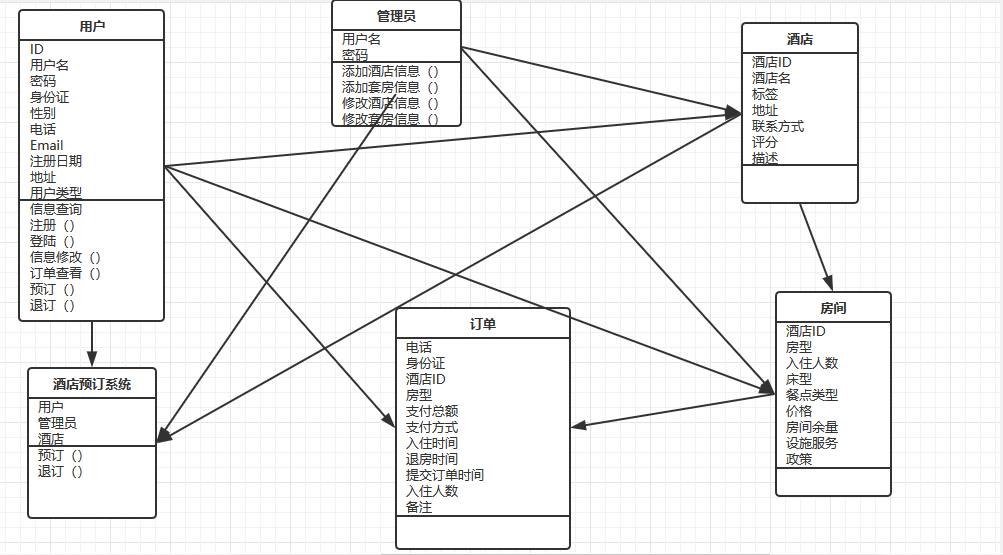 用户
ID
用户名
密码
身份证
性别
电话
Email
注册日期
地址
用户类型
信息查询
注册（）
登陆（）
信息修改（）
订单查看（）
预订（）
退订（）
管理员
用户名
密码
添加酒店信息（）
添加套房信息（）
修改酒店信息（）
修改套房信息（）
酒店
酒店ID
酒店名
标签
地址
联系方式
评分
描述
酒店预订系统
用户
管理员
酒店
预订（）
退订（）
订单
电话
身份证
酒店ID
房型
支付总额
支付方式
入住时间
退房时间
提交订单时间
入住人数
备注
房间
酒店ID
房型
入住人数
床型
餐点类型
价格
房间余量
设施服务
政策